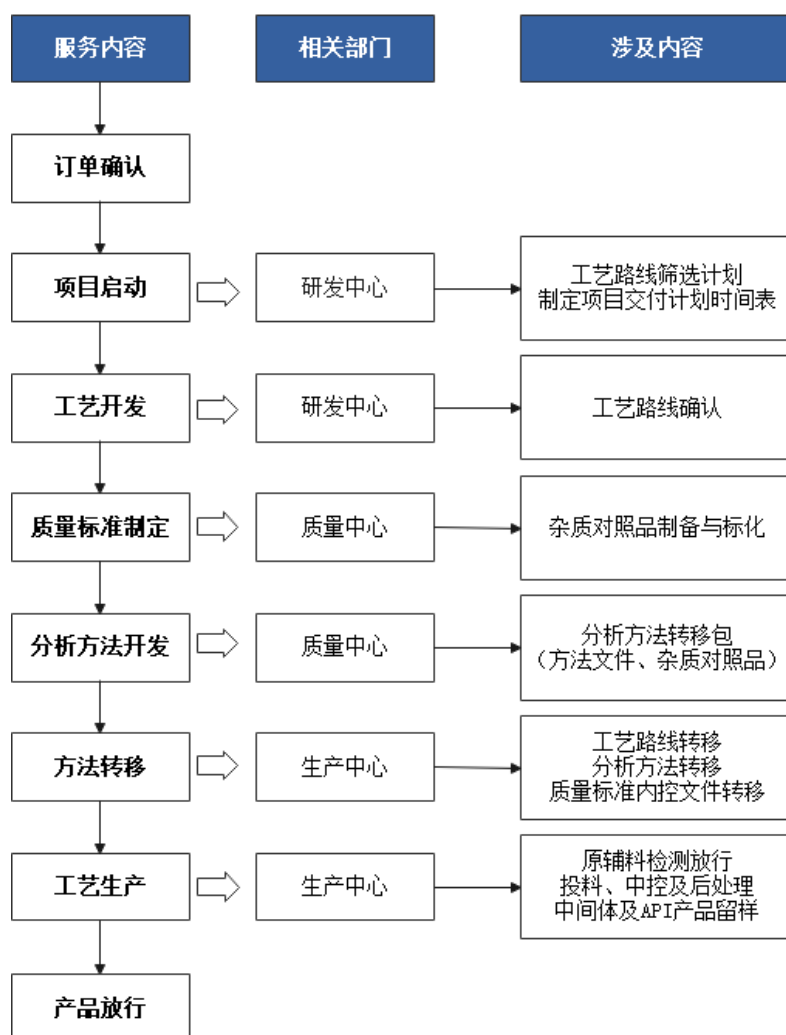 服务内容
相关部门
涉及内容
订单确认
项目启动
研发中心
工艺路线筛选计划
制定项目交付计划时间表
工艺开发
研发中心
工艺路线确认
质量标准制定
质量中心
杂质对照品制备与标化
分析方法开发
质量中心
分析方法转移包
（方法文件、杂质对照品）
方法转移
生产中心
工艺路线转移
分析方法转移
质量标准内控文件转移
工艺生产
生产中心
原辅料检测放行
投料、中控及后处理
中间体及API产品留样
产品放行